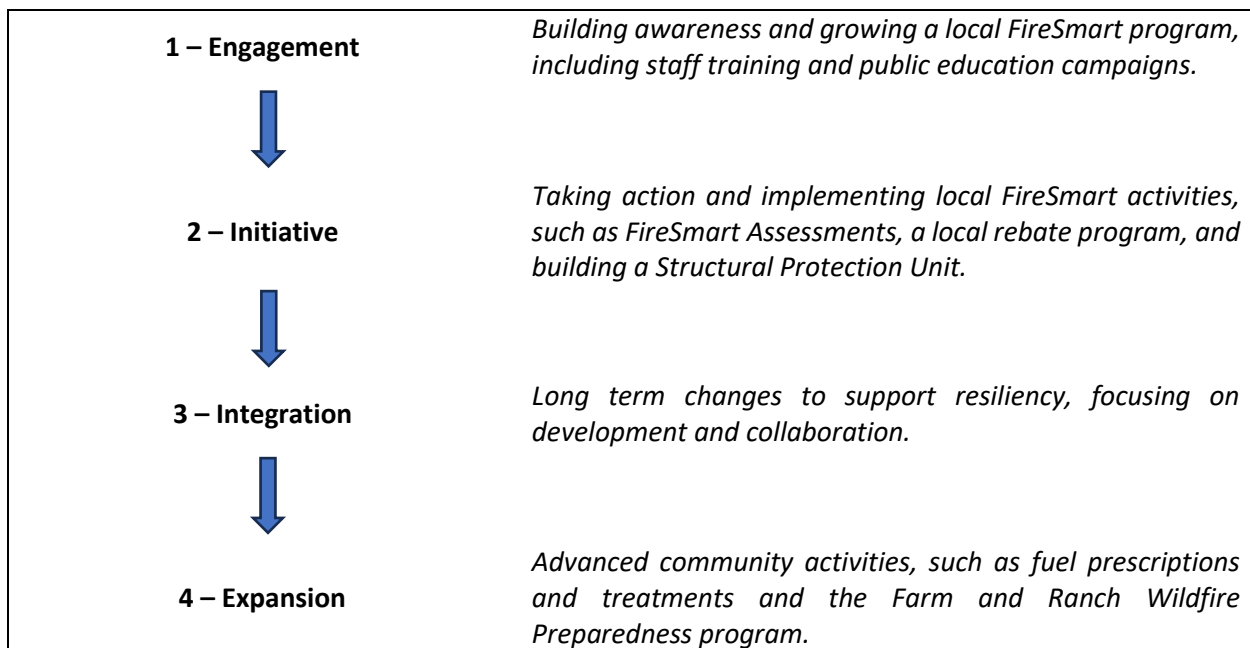 1 – Engagement
Building awareness and growing a local FireSmart program,
including staff training and public education campaigns.
2 – Initiative
Taking action and implementing local FireSmart activities,
such as FireSmart Assessments, a local rebate program, and
building a Structural Protection Unit.
3 – Integration
Long term changes to support resiliency, focusing on
development and collaboration.
4 – Expansion
Advanced community activities, such as fuel prescriptions
and treatments and the Farm and Ranch Wildfire
Preparedness program.